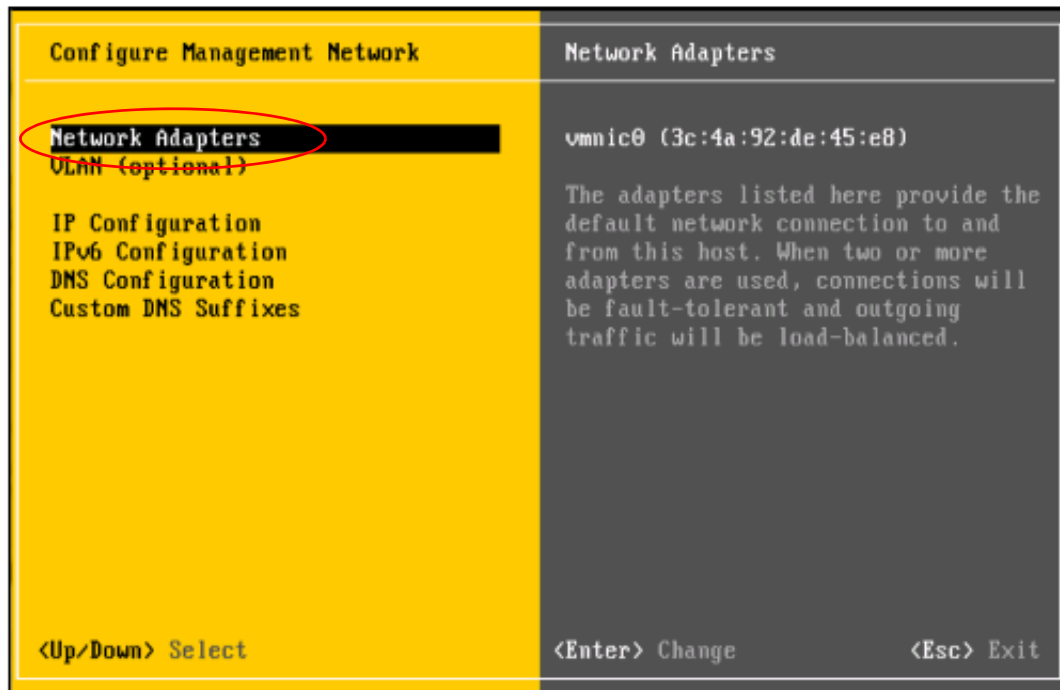 Configure Management Network
Network Adapters
VLAN (optional)
IP Configuration
IPv6 Configuration
DNS Configuration
Custom DNS Suffixes
<Up/Down> Select
Network Adapters
vmnic0 (3c:4a:92:de:45:e8)
The adapters listed here provide the
default network connection to and
from this host. When two or more
adapters are used, connections will
be fault-tolerant and outgoing
traffic will be load-balanced.
<Enter> Change
<Esc> Exit